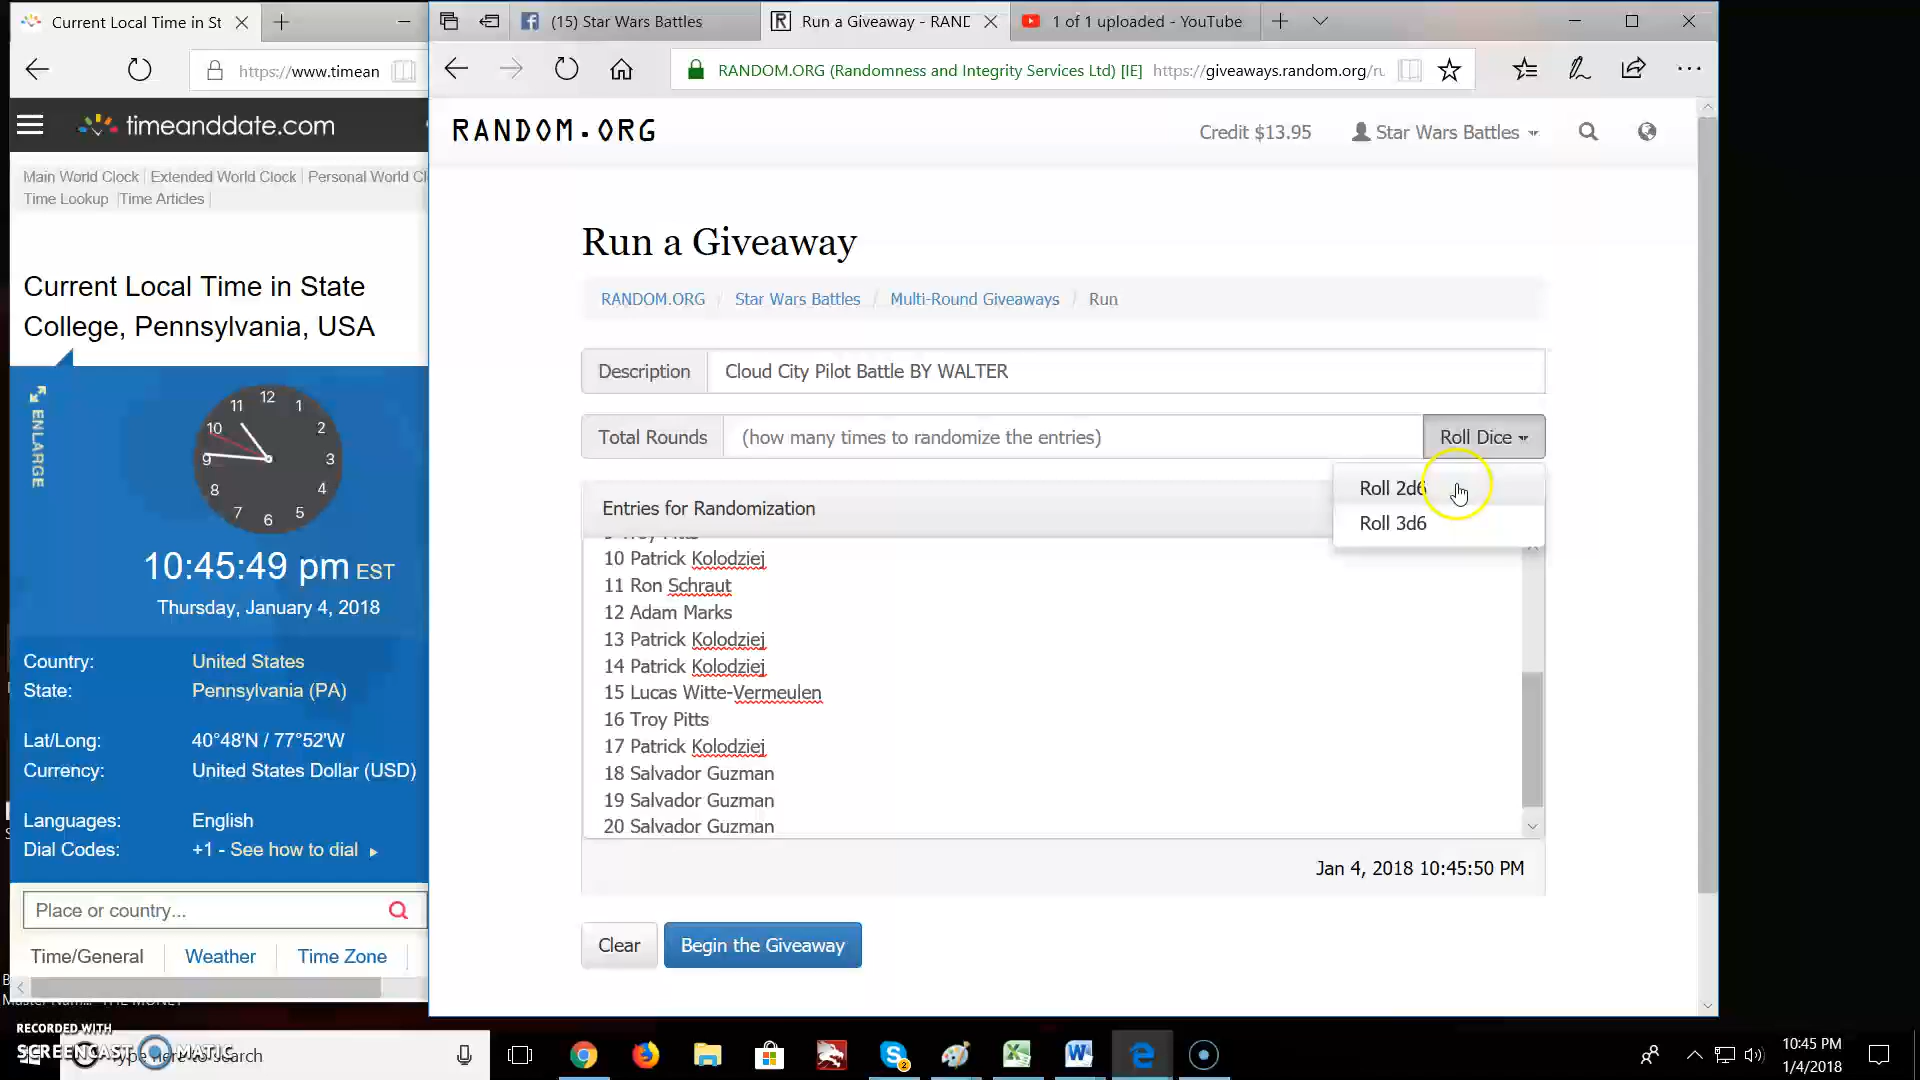 Current Local Time in St
(15) Star Wars Battles
Run a Giveaway - RAND
1 of 1 uploaded - YouTube
https://www.timean
RANDOM.ORG (Randomness and Integrity Services Ltd) [IE]
https://giveaways.random.org/ru
timeanddate.com
RANDOM.ORG
Credit $13.95
Star Wars Battles
Main World Clock
Extended World Clock
Personal World Cl
Time Lookup
Time Articles
Run a Giveaway
Current Local Time in State
College, Pennsylvania, USA
RANDOM.ORG
Star Wars Battles
/
Multi-Round Giveaways
/
Run
Description
Cloud City Pilot Battle BY WALTER
Total Rounds
(how many times to randomize the entries)
Roll Dice
Roll 2d6
Roll 3d6
ENLARGE
12
1
2
3
4
5
6
7
8
9
10
11
10:45:49 pm EST
Thursday, January 4, 2018
Entries for Randomization
9 Troy Pitts
10 Patrick Kolodziej
11 Ron Schraut
12 Adam Marks
13 Patrick Kolodziej
14 Patrick Kolodziej
15 Lucas Witte-Vermeulen
16 Troy Pitts
17 Patrick Kolodziej
18 Salvador Guzman
19 Salvador Guzman
20 Salvador Guzman
Jan 4, 2018 10:45:50 PM
Clear
Begin the Giveaway
Country:
United States
State:
Pennsylvania (PA)
Lat/Long:
40°48'N / 77°52'W
Currency:
United States Dollar (USD)
Languages:
English
Dial Codes:
+1 - See how to dial
Place or country...
Time/General
Weather
Time Zone
RECORDED WITH
SCREENCAST MATIC
Type here to search
2
10:45 PM
1/4/2018